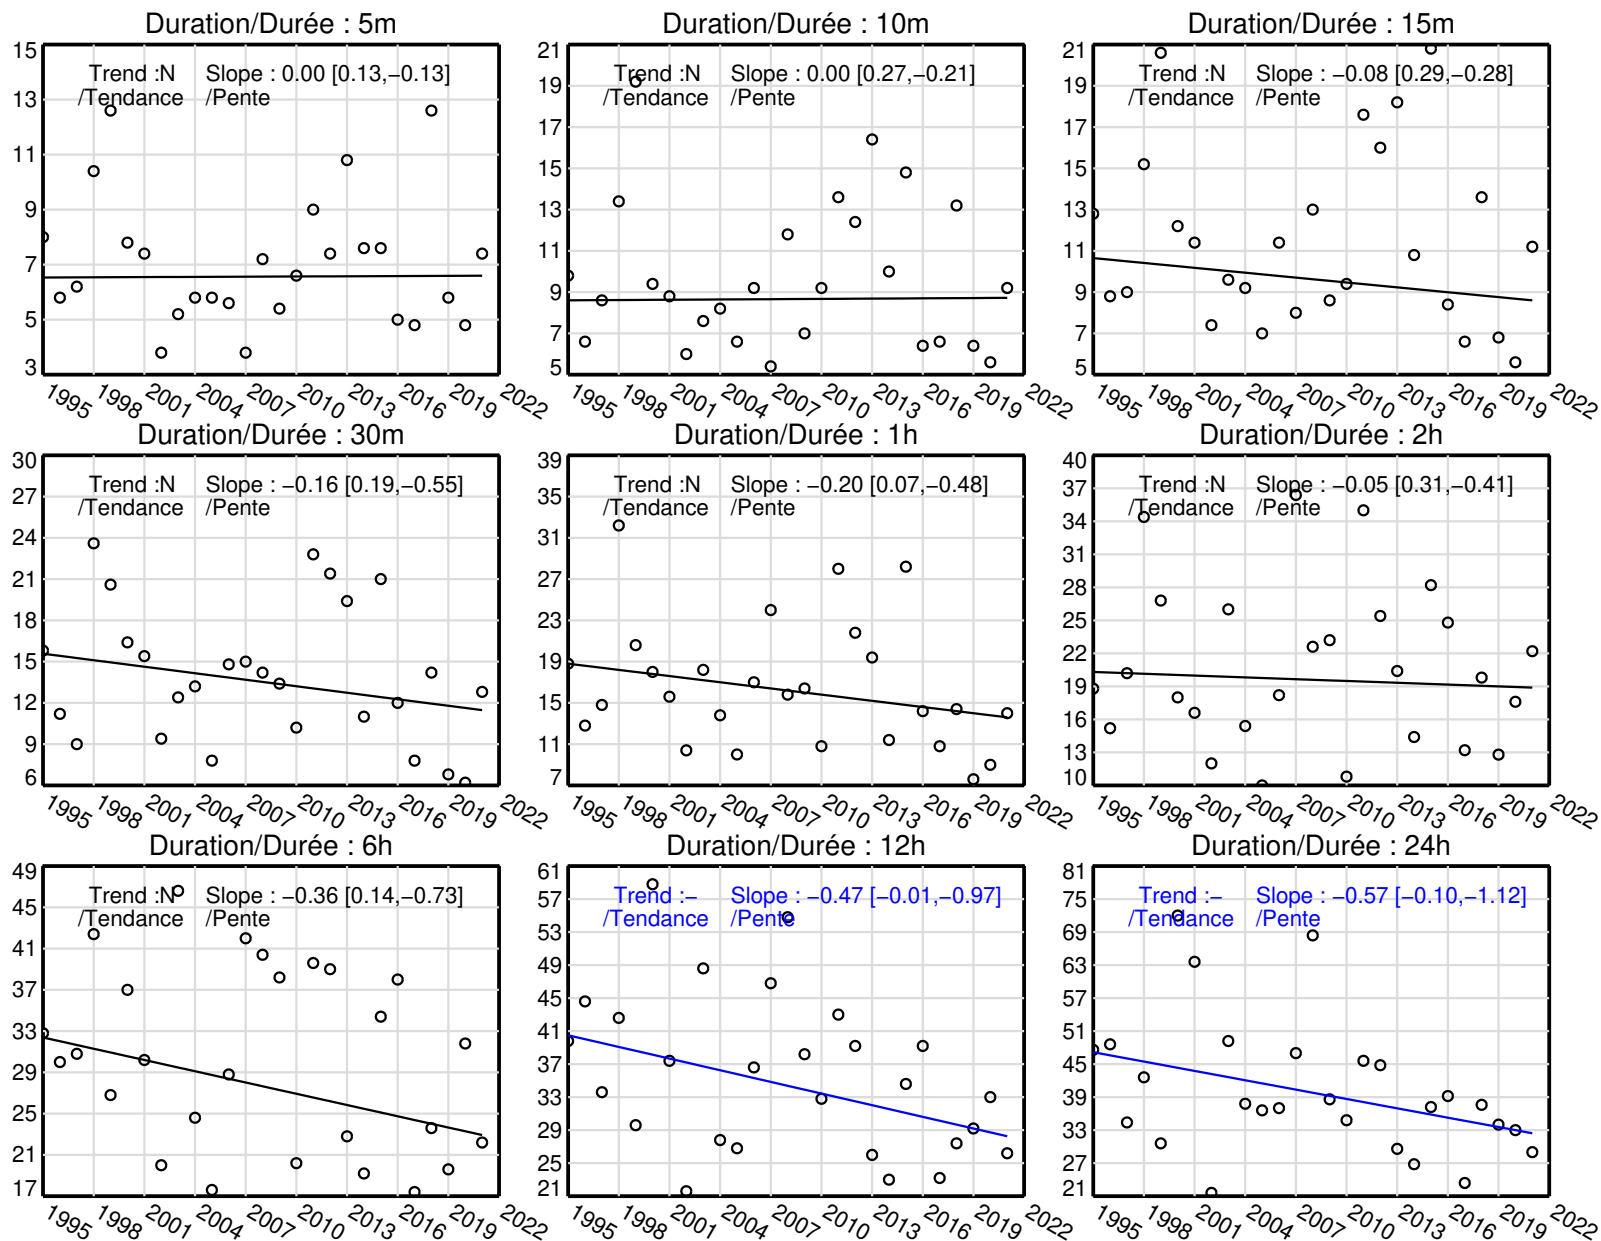 Duration/Durée : 5m
Trend :N Slope : 0.00 [0.13,−0.13]
/Tendance /Pente
15
13
11
9
7
5
3
1995 1998 2001 2004 2007 2010 2013 2016 2019 2022
Duration/Durée : 10m
Trend :N Slope : 0.00 [0.27,−0.21]
/Tendance /Pente
21
19
17
15
13
11
9
7
5
1995 1998 2001 2004 2007 2010 2013 2016 2019 2022
Duration/Durée : 15m
Trend :N Slope : −0.08 [0.29,−0.28]
/Tendance /Pente
21
19
17
15
13
11
9
7
5
1995 1998 2001 2004 2007 2010 2013 2016 2019 2022
Duration/Durée : 30m
Trend :N Slope : −0.16 [0.19,−0.55]
/Tendance /Pente
30
27
24
21
18
15
12
9
6
1995 1998 2001 2004 2007 2010 2013 2016 2019 2022
Duration/Durée : 1h
Trend :N Slope : −0.20 [0.07,−0.48]
/Tendance /Pente
39
35
31
27
23
19
15
11
7
1995 1998 2001 2004 2007 2010 2013 2016 2019 2022
Duration/Durée : 2h
Trend :N Slope : −0.05 [0.31,−0.41]
/Tendance /Pente
40
37
34
31
28
25
22
19
16
13
10
1995 1998 2001 2004 2007 2010 2013 2016 2019 2022
Duration/Durée : 6h
Trend :N Slope : −0.36 [0.14,−0.73]
/Tendance /Pente
49
45
41
37
33
29
25
21
17
1995 1998 2001 2004 2007 2010 2013 2016 2019 2022
Duration/Durée : 12h
Trend :− Slope : −0.47 [−0.01,−0.97]
/Tendance /Pente
61
57
53
49
45
41
37
33
29
25
21
1995 1998 2001 2004 2007 2010 2013 2016 2019 2022
Duration/Durée : 24h
Trend :− Slope : −0.57 [−0.10,−1.12]
/Tendance /Pente
81
75
69
63
57
51
45
39
33
27
21
1995 1998 2001 2004 2007 2010 2013 2016 2019 2022